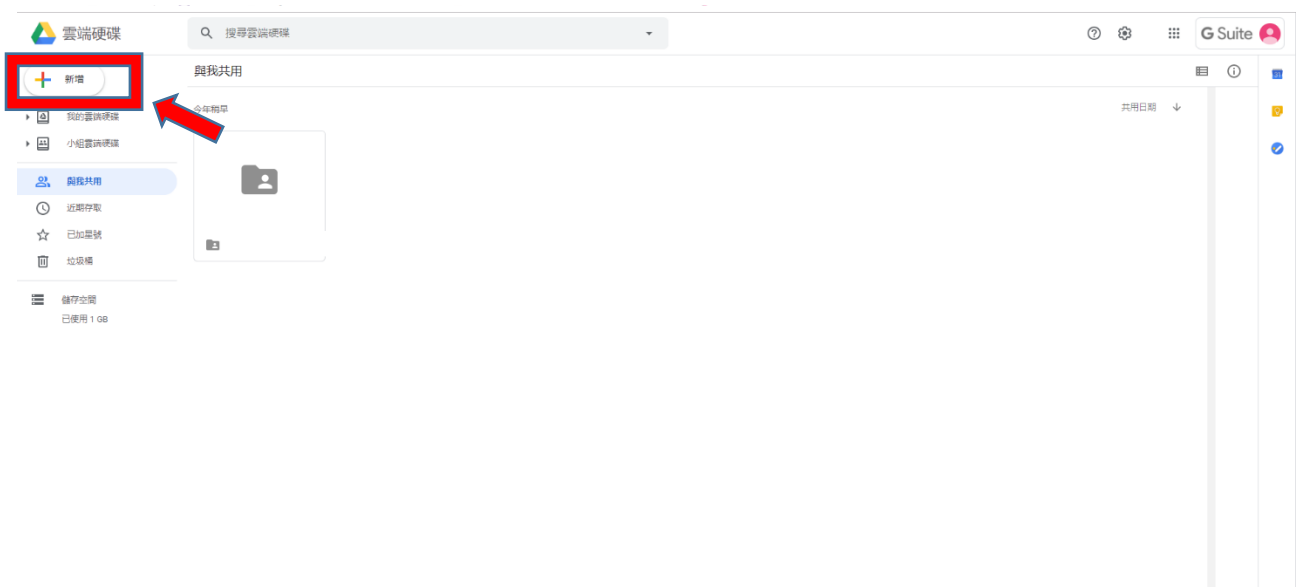 雲端硬碟
搜尋雲端硬碟
G Suite
新增
與我共用
今年稍早
共用日期
我的雲端硬碟
小組雲端硬碟
與我共用
近期存取
已加星號
垃圾桶
儲存空間
已使用 1 GB